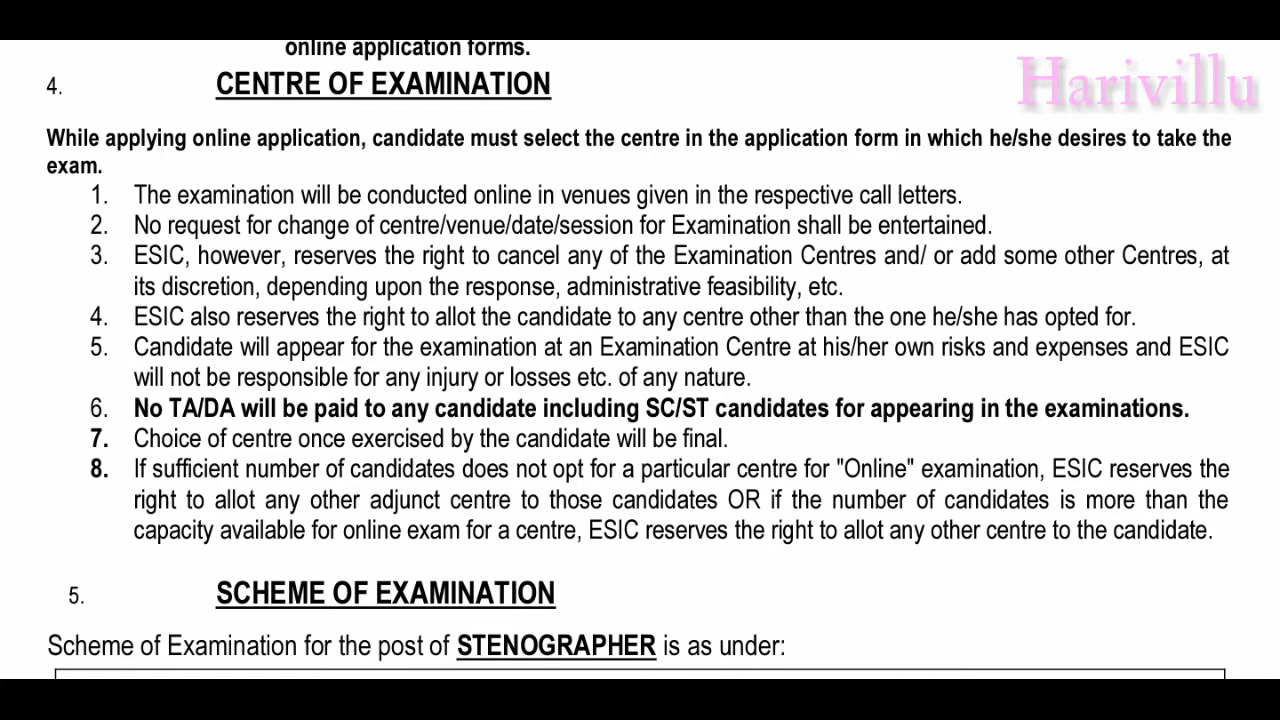 online application forms.
4. CENTRE OF EXAMINATION
Harivillu
While applying online application, candidate must select the centre in the application form in which he/she desires to take the
exam.
1. The examination will be conducted online in venues given in the respective call letters.
2. No request for change of centre/venue/date/session for Examination shall be entertained.
3. ESIC, however, reserves the right to cancel any of the Examination Centres and/ or add some other Centres, at
its discretion, depending upon the response, administrative feasibility, etc.
4. ESIC also reserves the right to allot the candidate to any centre other than the one he/she has opted for.
5. Candidate will appear for the examination at an Examination Centre at his/her own risks and expenses and ESIC
will not be responsible for any injury or losses etc. of any nature.
6. No TA/DA will be paid to any candidate including SC/ST candidates for appearing in the examinations.
7. Choice of centre once exercised by the candidate will be final.
8. If sufficient number of candidates does not opt for a particular centre for "Online" examination, ESIC reserves the
right to allot any other adjunct centre to those candidates OR if the number of candidates is more than the
capacity available for online exam for a centre, ESIC reserves the right to allot any other centre to the candidate.
5. SCHEME OF EXAMINATION
Scheme of Examination for the post of STENOGRAPHER is as under: